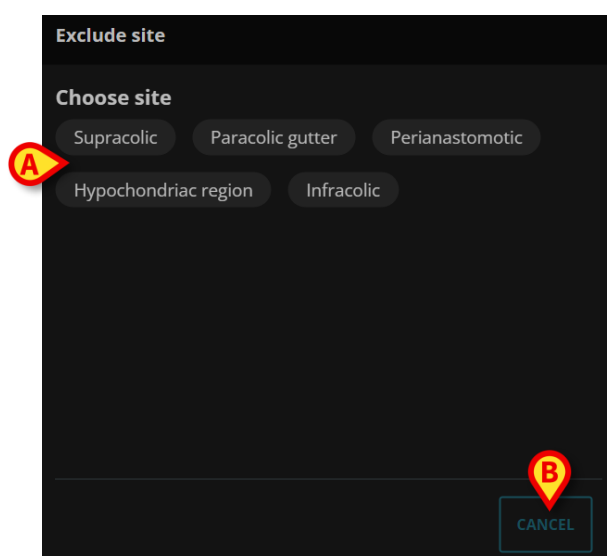 Exclude site
Choose site
Supracolic Paracolic gutter Perianastomotic
A
Hypochondriac region Infracolic
B
CANCEL